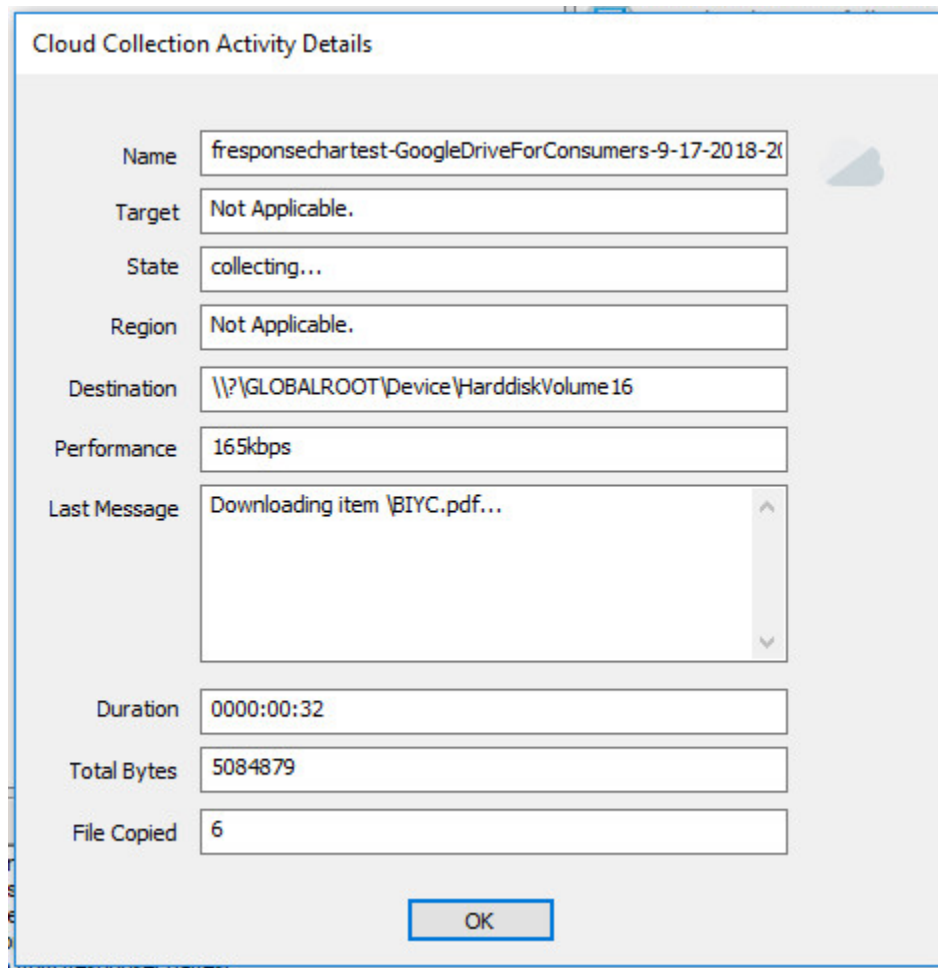 Cloud Collection Activity Details
Name fresponsechartest-GoogleDriveForConsumers-9-17-2018-20
Target Not Applicable.
State collecting...
Region Not Applicable.
Destination \\?\GLOBALROOT\Device\HarddiskVolume16
Performance 165kbps
Last Message Downloading item \BIYC.pdf...
Duration 0000:00:32
Total Bytes 5084879
File Copied 6
OK